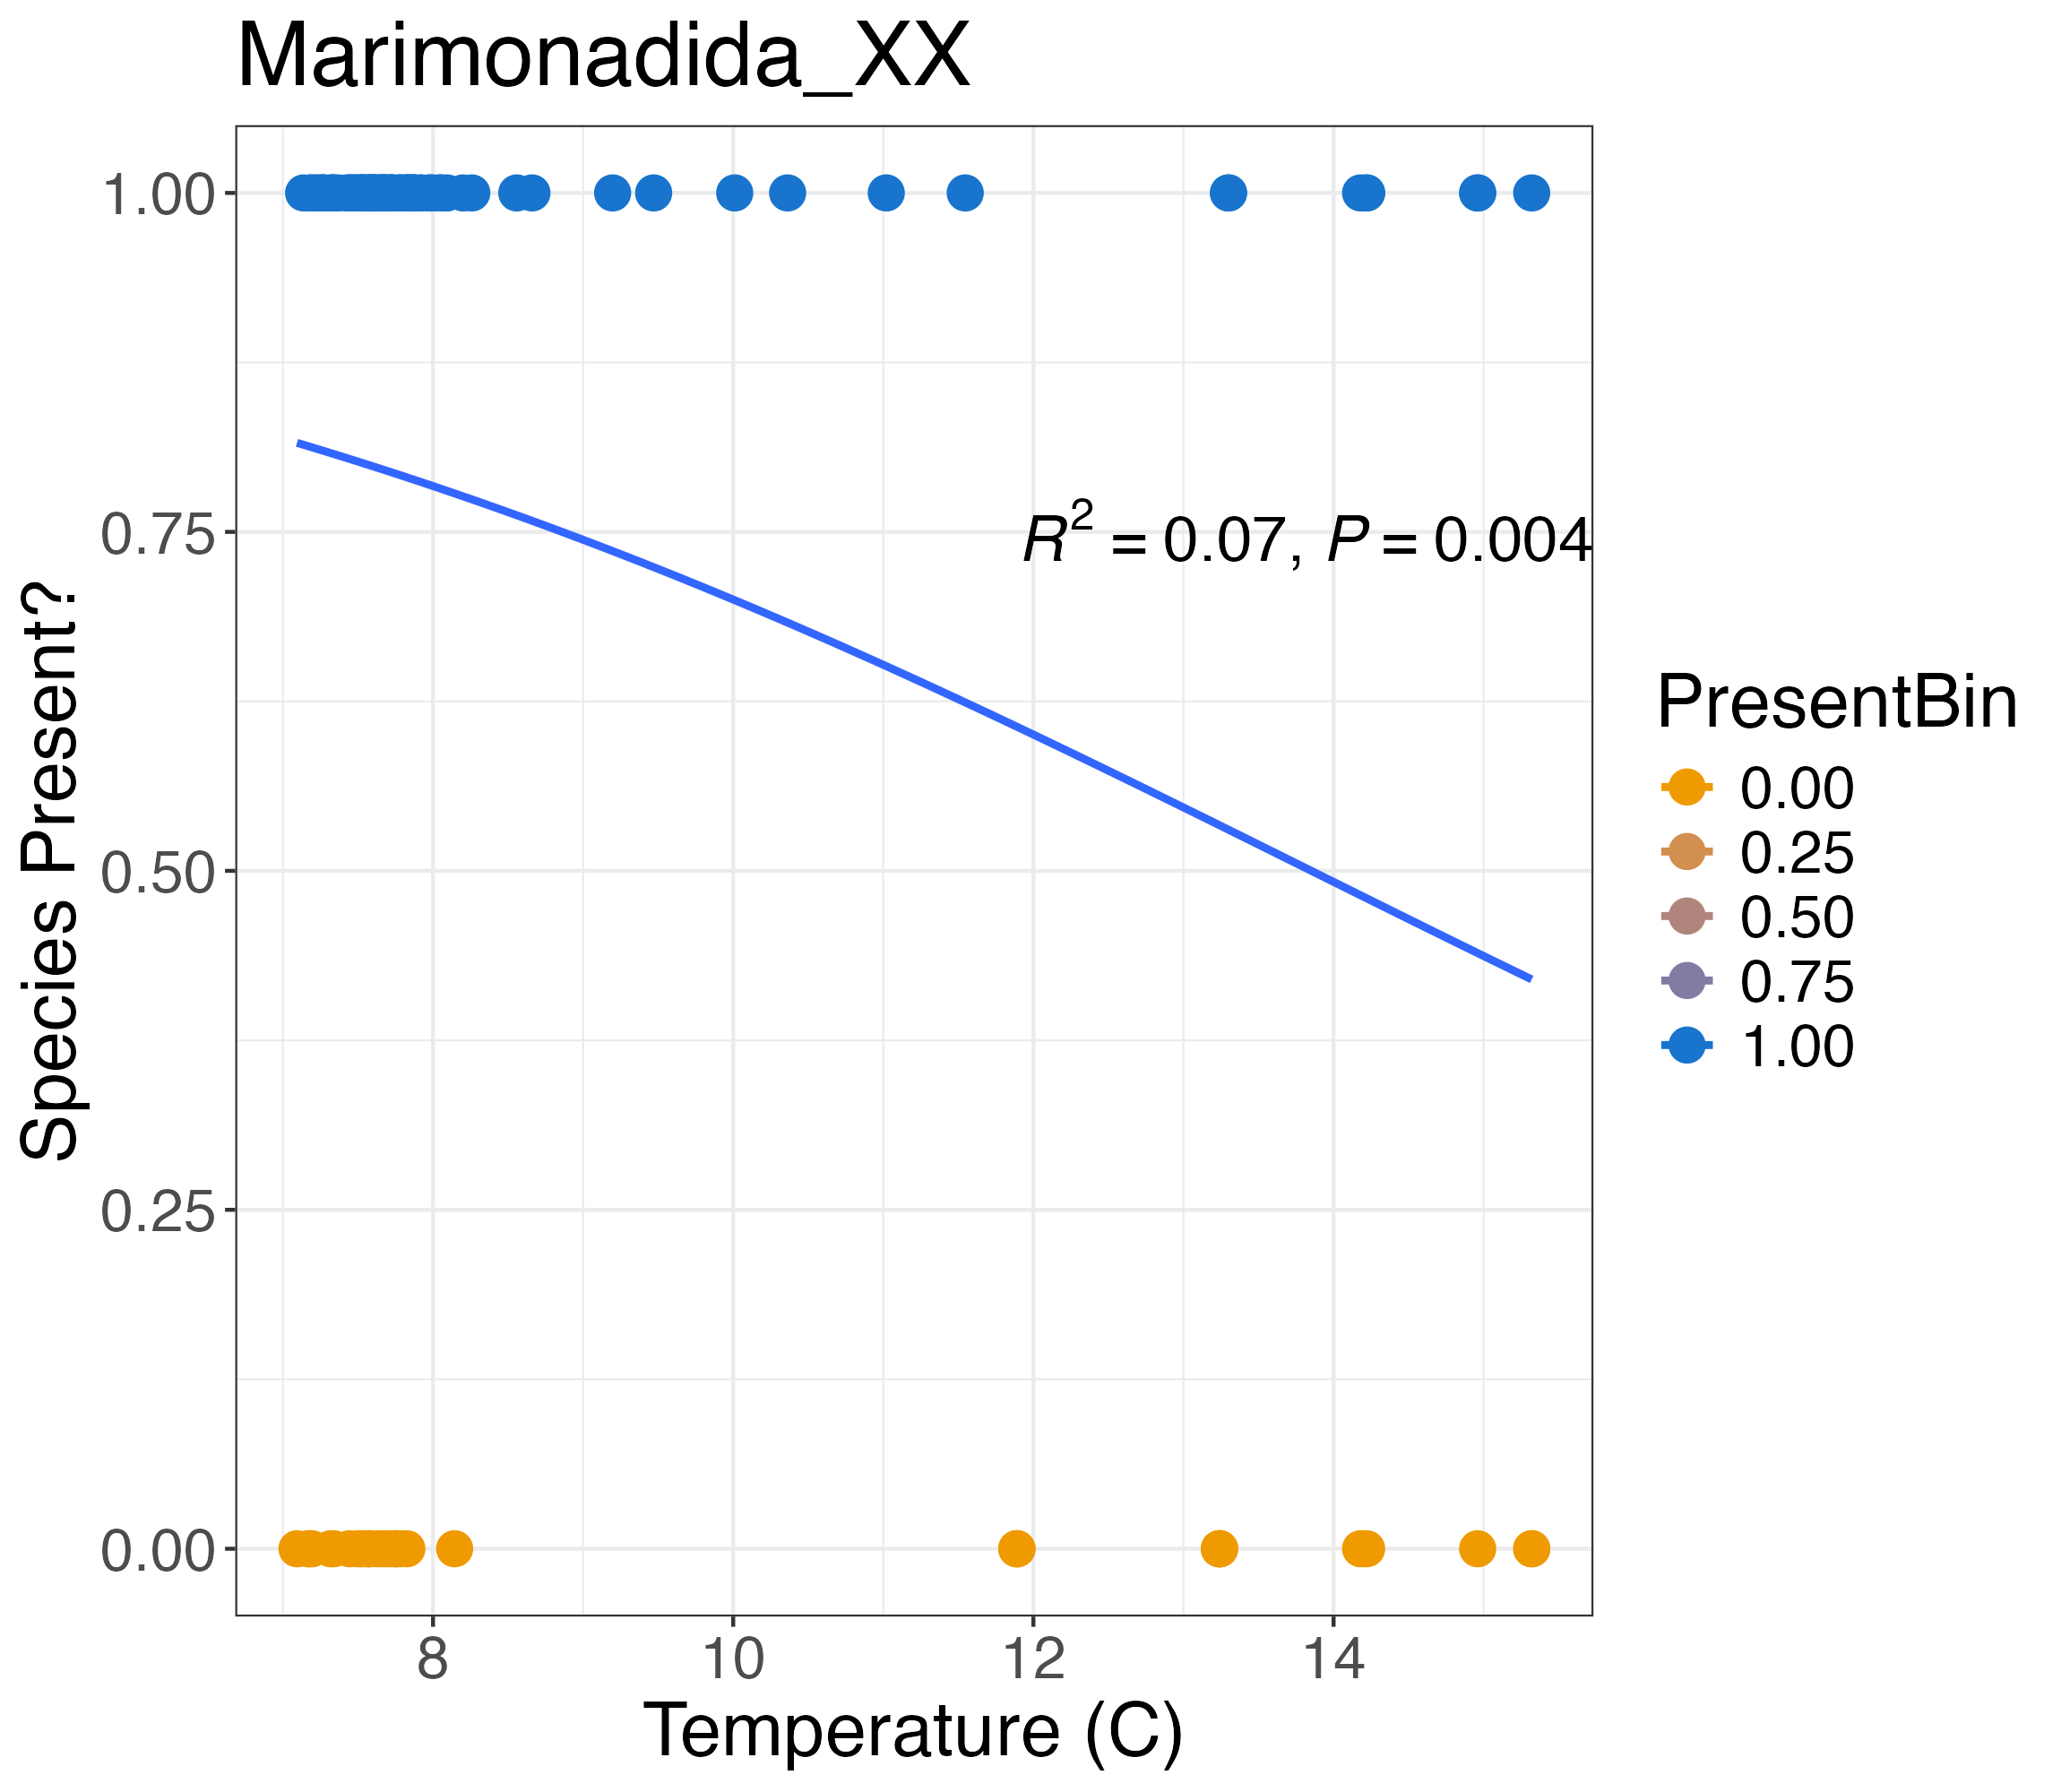 Marimonadida_XX
1.00
0.75
0.50
0.25
0.00
Species Present?
R² = 0.07, P = 0.004
8 10 12 14
Temperature (C)
PresentBin
0.00
0.25
0.50
0.75
1.00